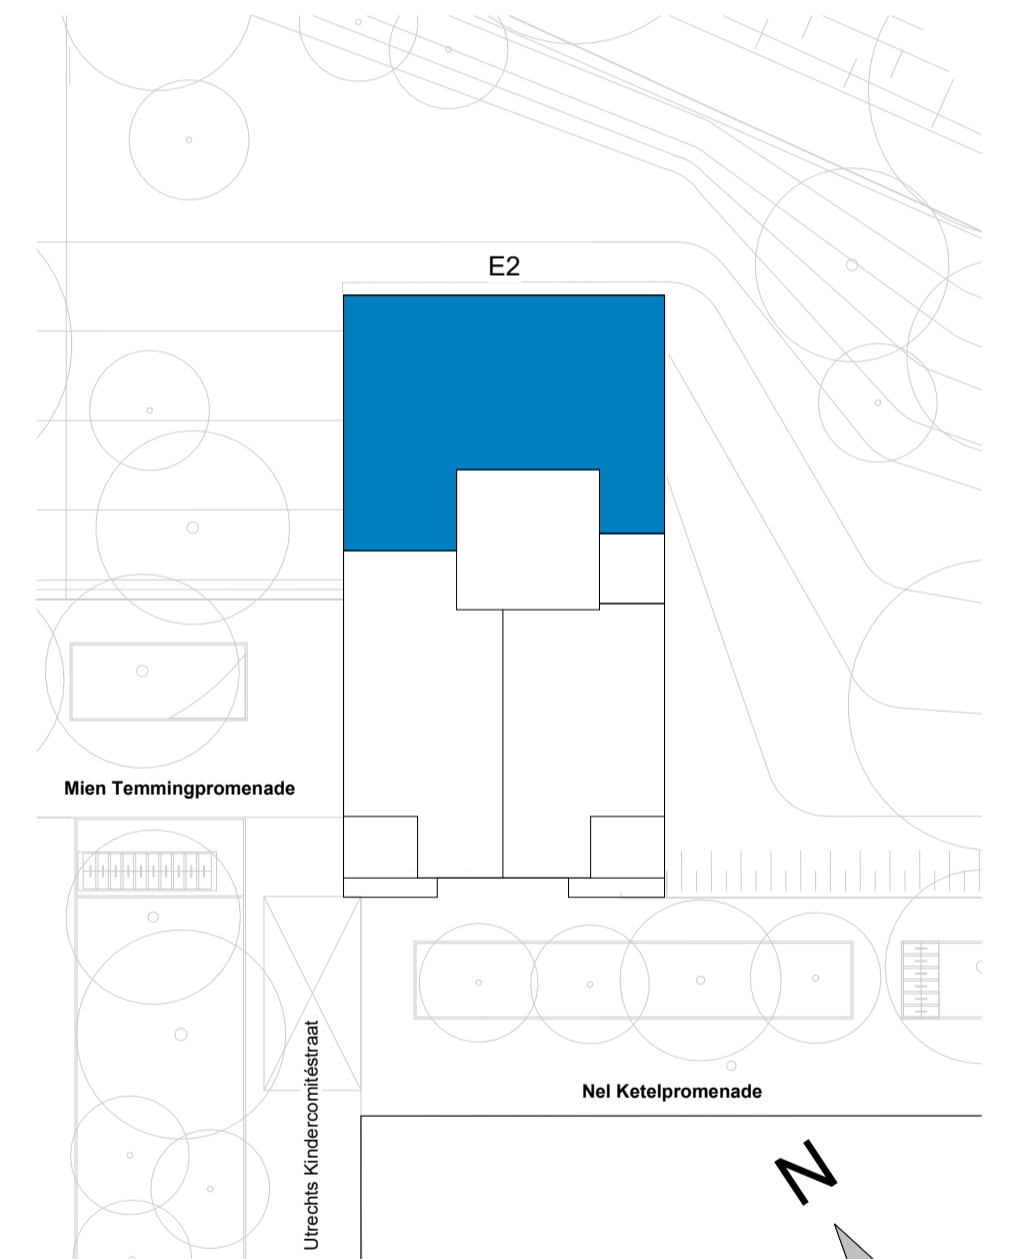 E2
Mien Temmingpromenade
Utrechts Kindercomitéstraat
Nel Ketelpromenade
N